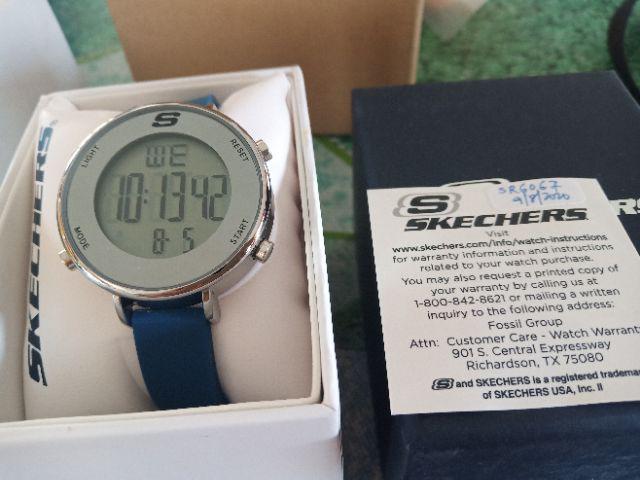 SKECHERS
S
LIGHT
RESET
WE
10:13 42
8- 5
MODE
START
SR6067
9/8/2020
S
SKECHERS
Visit
www.skechers.com/info/watch-instructions
for warranty information and instructions
related to your watch purchase.
You may also request a printed copy of
your warranty by calling us at
1-800-842-8621 or mailing a written
inquiry to the following address:
Fossil Group
Attn: Customer Care - Watch Warranty
901 S. Central Expressway
Richardson, TX 75080
S and SKECHERS is a registered trademark
of SKECHERS USA, Inc. II
RS